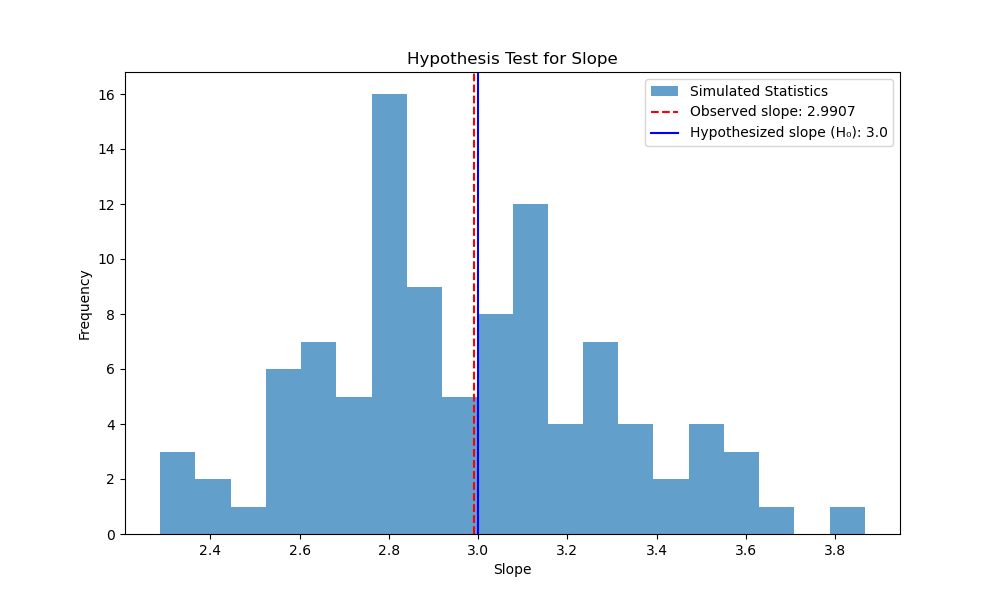 Hypothesis Test for Slope
Simulated Statistics
Observed slope: 2.9907
Hypothesized slope (H₀): 3.0
Frequency
16
14
12
10
8
6
4
2
0
2.4 2.6 2.8 3.0 3.2 3.4 3.6 3.8
Slope